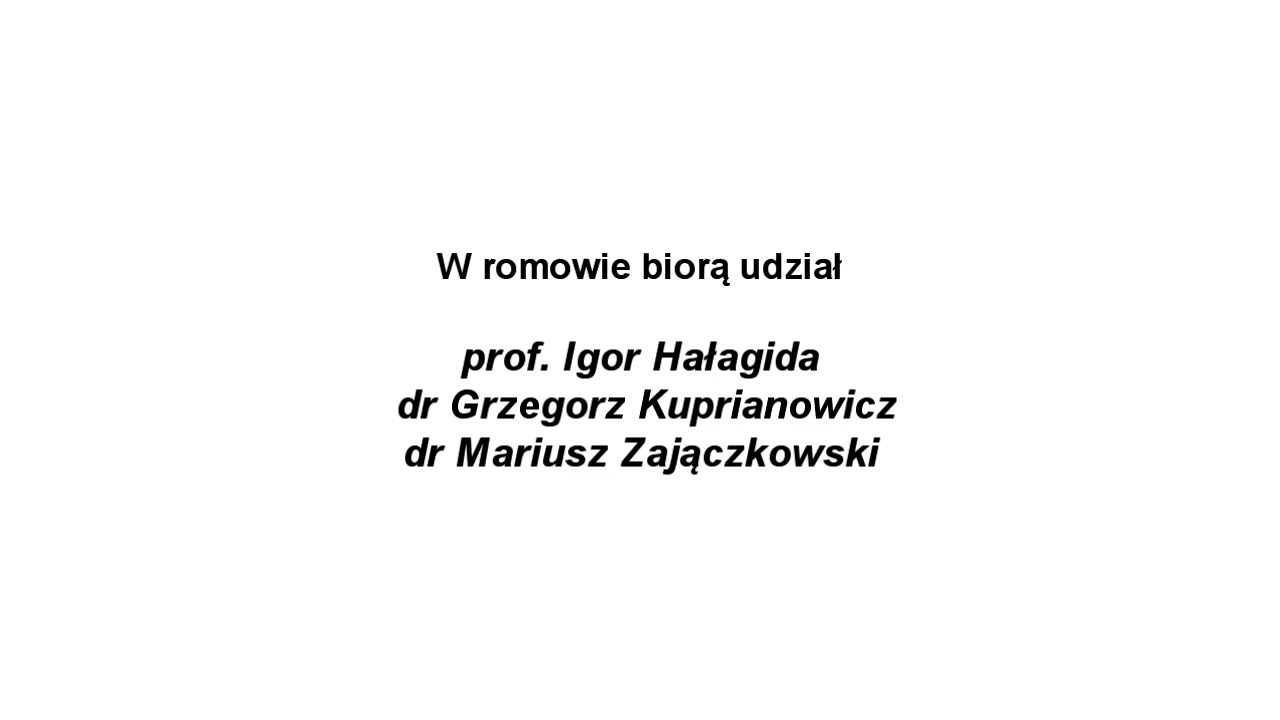 W romowie biorą udział
prof. Igor Hałagida
dr Grzegorz Kuprianowicz
dr Mariusz Zajączkowski